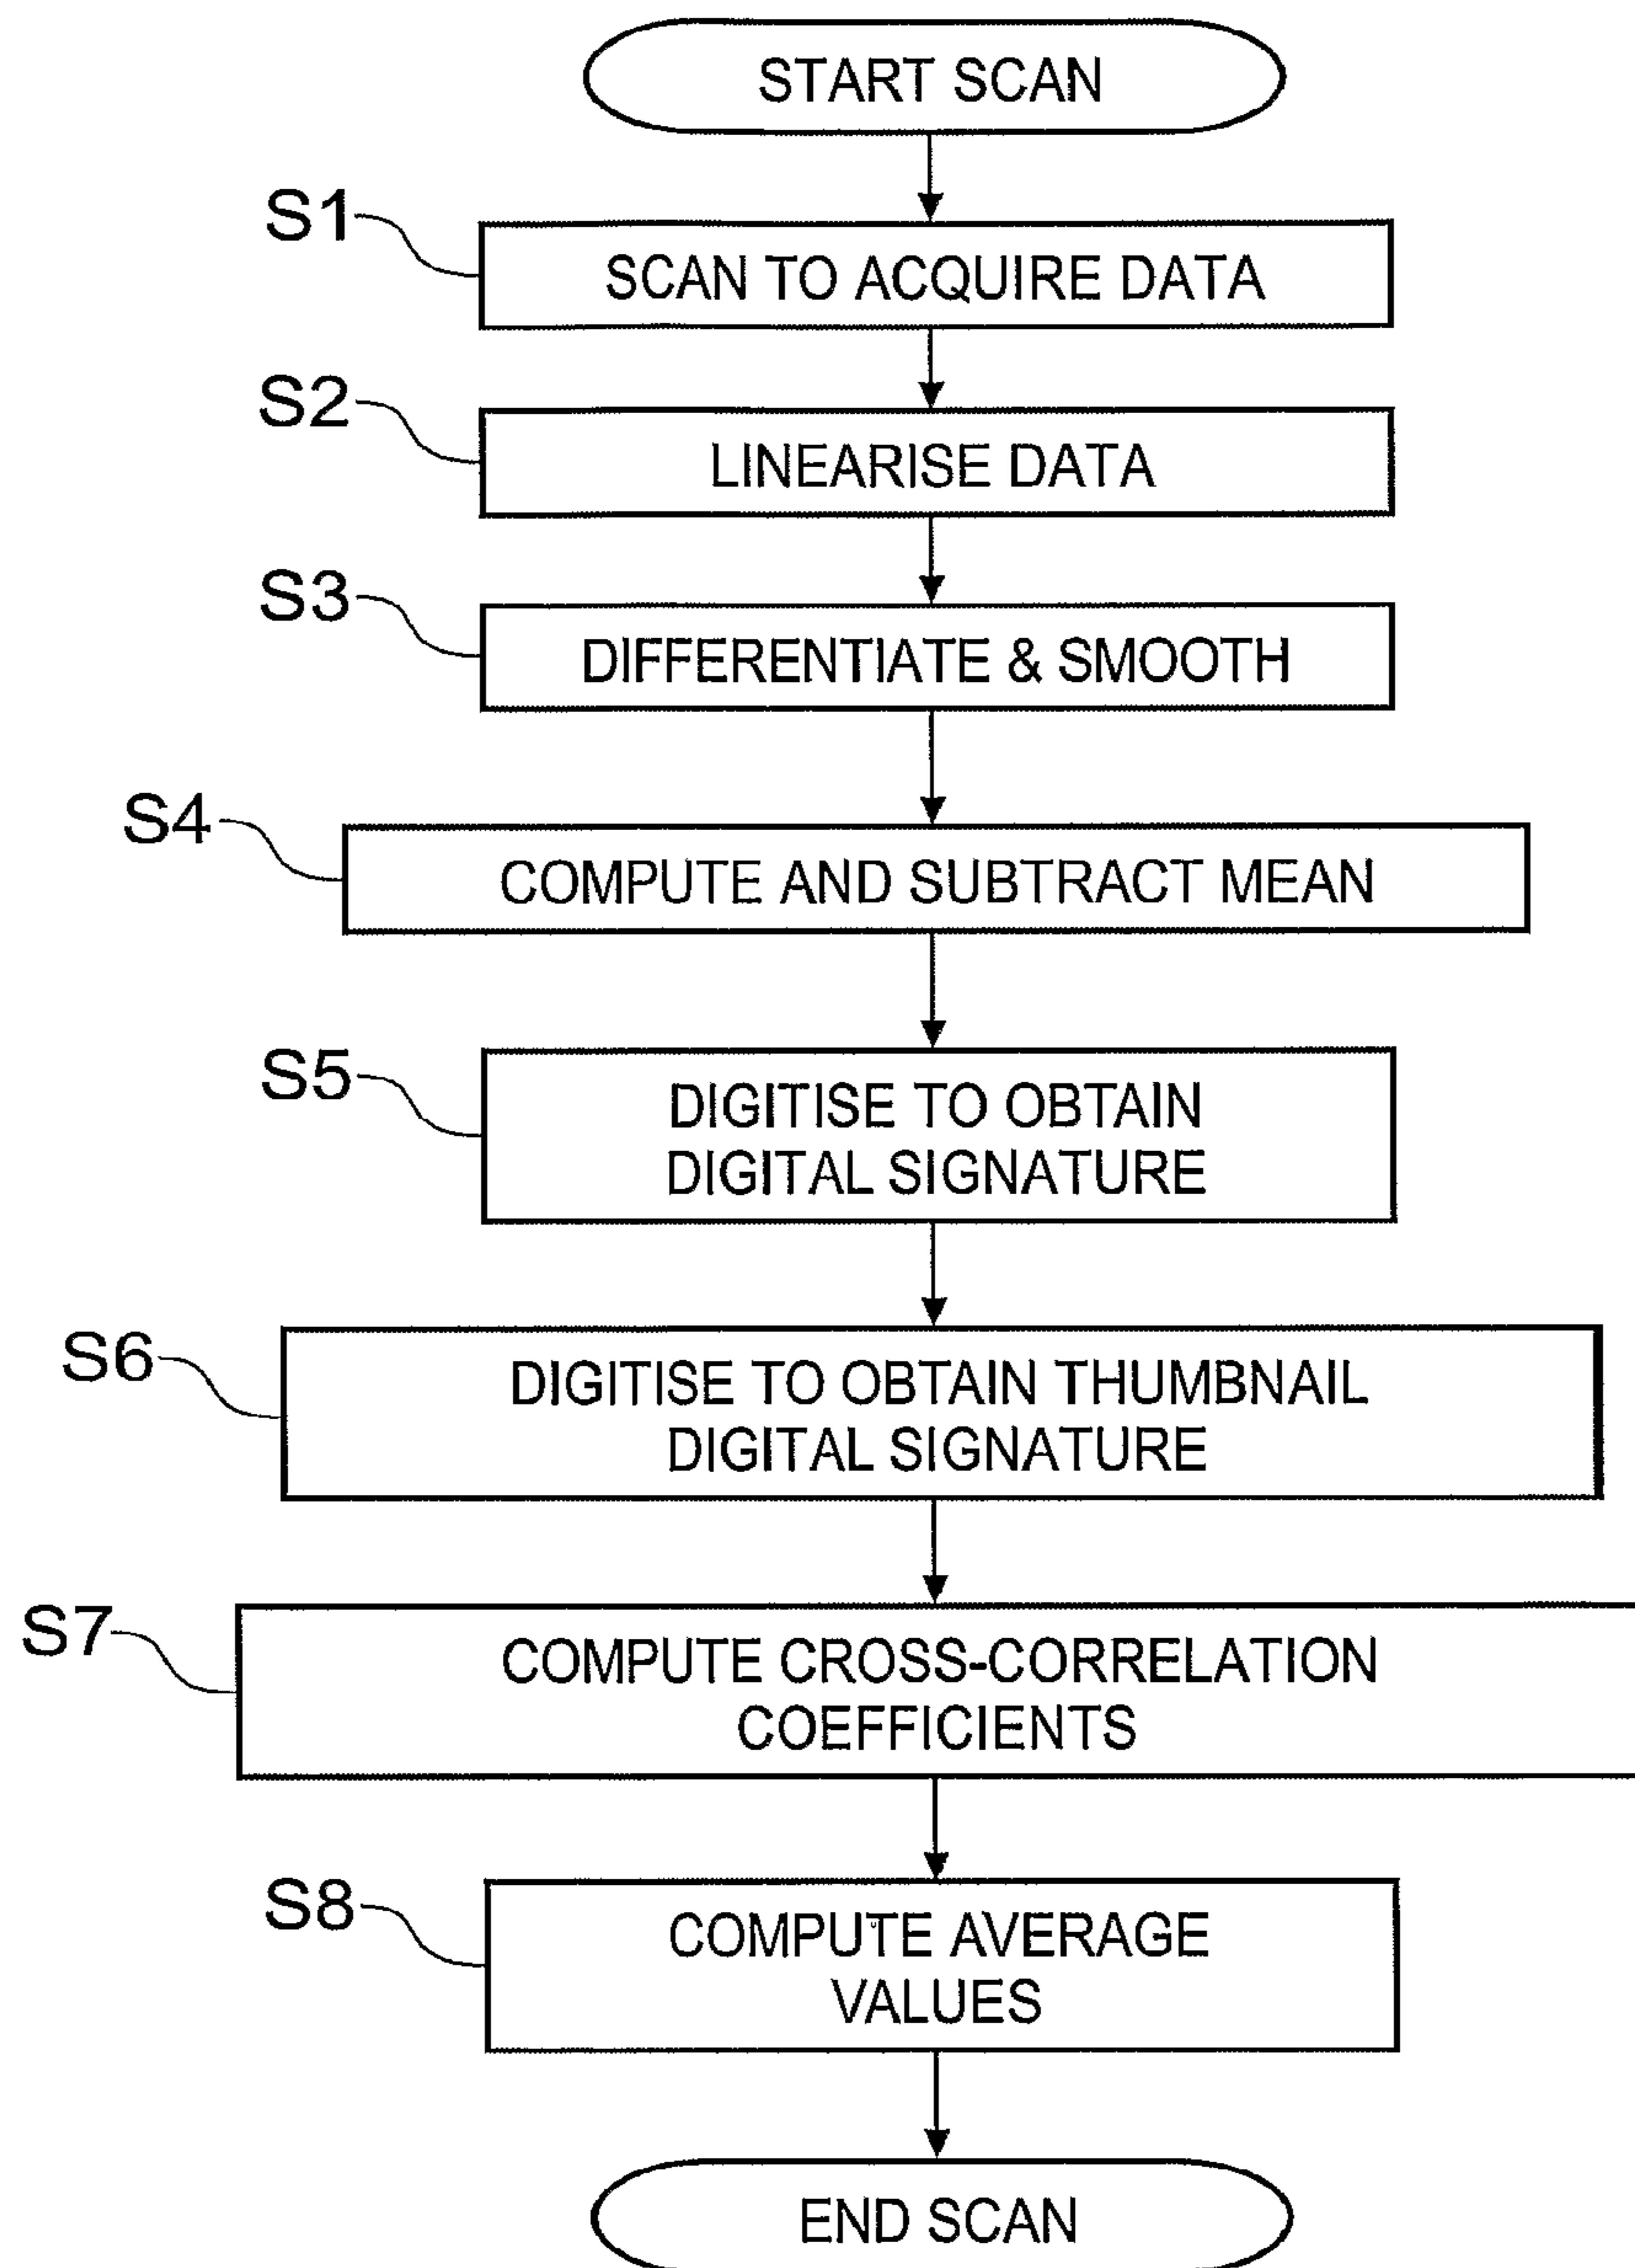 START SCAN
S1
SCAN TO ACQUIRE DATA
S2
LINEARISE DATA
S3
DIFFERENTIATE & SMOOTH
S4
COMPUTE AND SUBTRACT MEAN
S5
DIGITISE TO OBTAIN
DIGITAL SIGNATURE
S6
DIGITISE TO OBTAIN THUMBNAIL
DIGITAL SIGNATURE
S7
COMPUTE CROSS-CORRELATION
COEFFICIENTS
S8
COMPUTE AVERAGE
VALUES
END SCAN